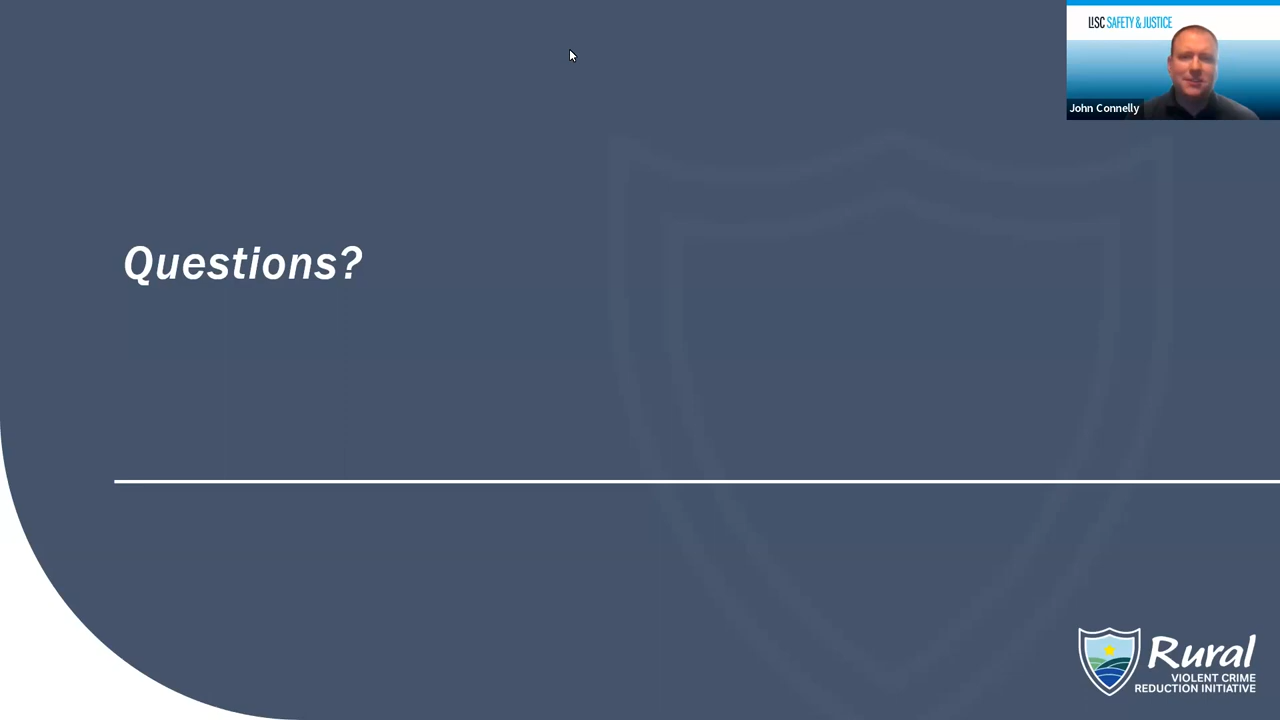 LISC SAFETY & JUSTICE
John Connelly
Questions?
Rural
VIOLENT CRIME
REDUCTION INITIATIVE